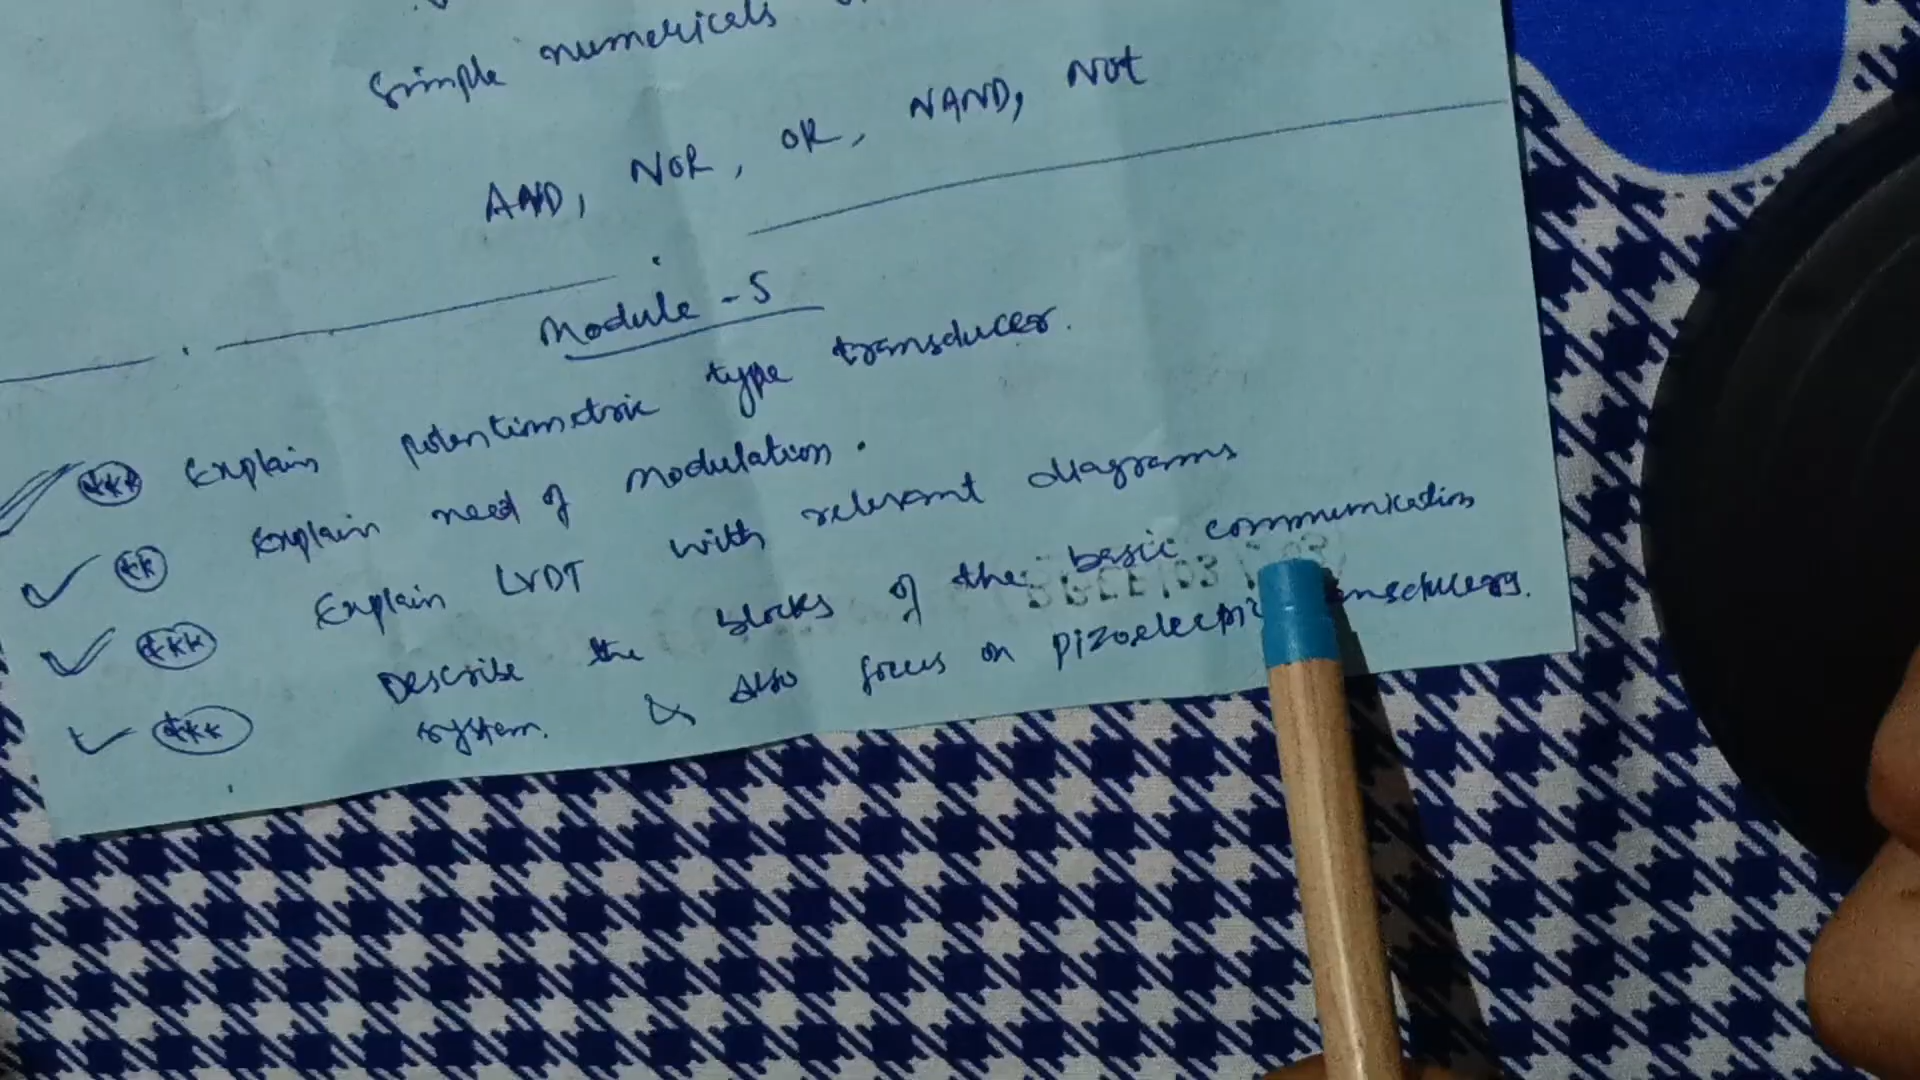 Simple numericals
AND, NOR, OR, NAND, NOT
Module - 5
*** Explain potentiometric type transducer.
** Explain need of modulation.
*** Explain LVDT with relevant diagrams
*** Describe the blocks of the basic communication
system. & Also focus on pizoelectric